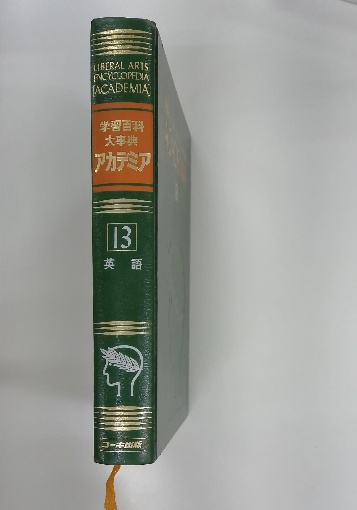 LIBERAL ARTS
ENCYCLOPEDIA
[ACADEMIA]
学習百科
大事典
アカデミア
13
英語
コーキ出版